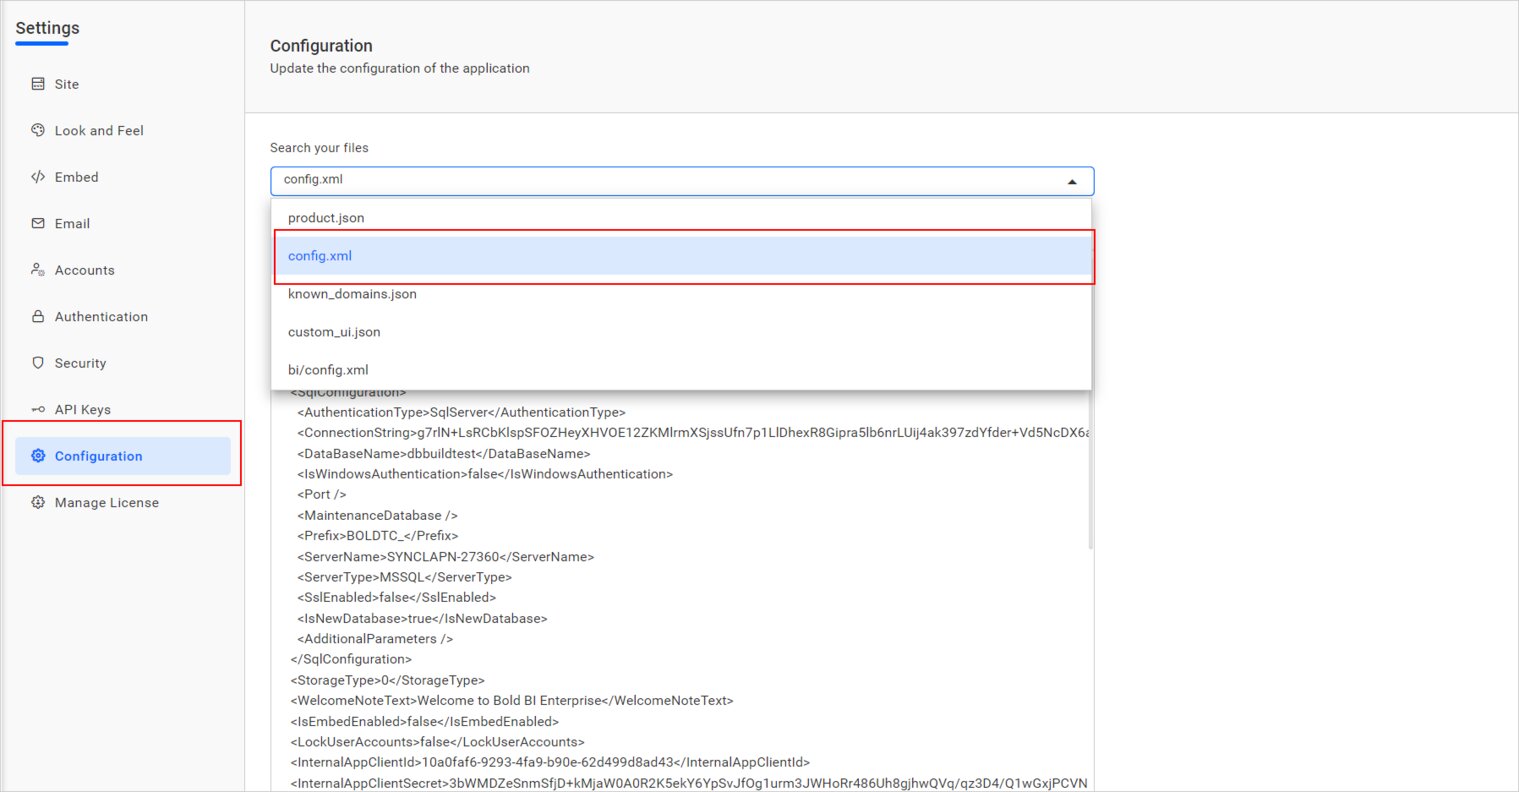 Settings
Site
Look and Feel
Embed
Email
Accounts
Authentication
Security
API Keys
Configuration
Manage License
Configuration
Update the configuration of the application
Search your files
config.xml
product.json
config.xml
known_domains.json
custom_ui.json
bi/config.xml
<SqlConfiguration>
<AuthenticationType>SqlServer</AuthenticationType>
<ConnectionString>g7rlN+LsRCbKlspSFOZHeyXHVOE12ZKMlrmXSjssUfn7p1LlDhexR8Gipra5lb6nrLUij4ak397zdYfder+Vd5NcDX6a
<DataBaseName>dbbuildtest</DataBaseName>
<IsWindowsAuthentication>false</IsWindowsAuthentication>
<Port />
<MaintenanceDatabase />
<Prefix>BOLDTC_</Prefix>
<ServerName>SYNCLAPN-27360</ServerName>
<ServerType>MSSQL</ServerType>
<SslEnabled>false</SslEnabled>
<IsNewDatabase>true</IsNewDatabase>
<AdditionalParameters />
</SqlConfiguration>
<StorageType>0</StorageType>
<WelcomeNoteText>Welcome to Bold BI Enterprise</WelcomeNoteText>
<IsEmbedEnabled>false</IsEmbedEnabled>
<LockUserAccounts>false</LockUserAccounts>
<InternalAppClientId>10a0faf6-9293-4fa9-b90e-62d499d8ad43</InternalAppClientId>
<InternalAppClientSecret>3bWMDZeSnmSfjD+kMjaW0A0R2K5ekY6YpSvJfOg1urm3JWHoRr486Uh8gjhwQVq/qz3D4/Q1wGxjPCVN